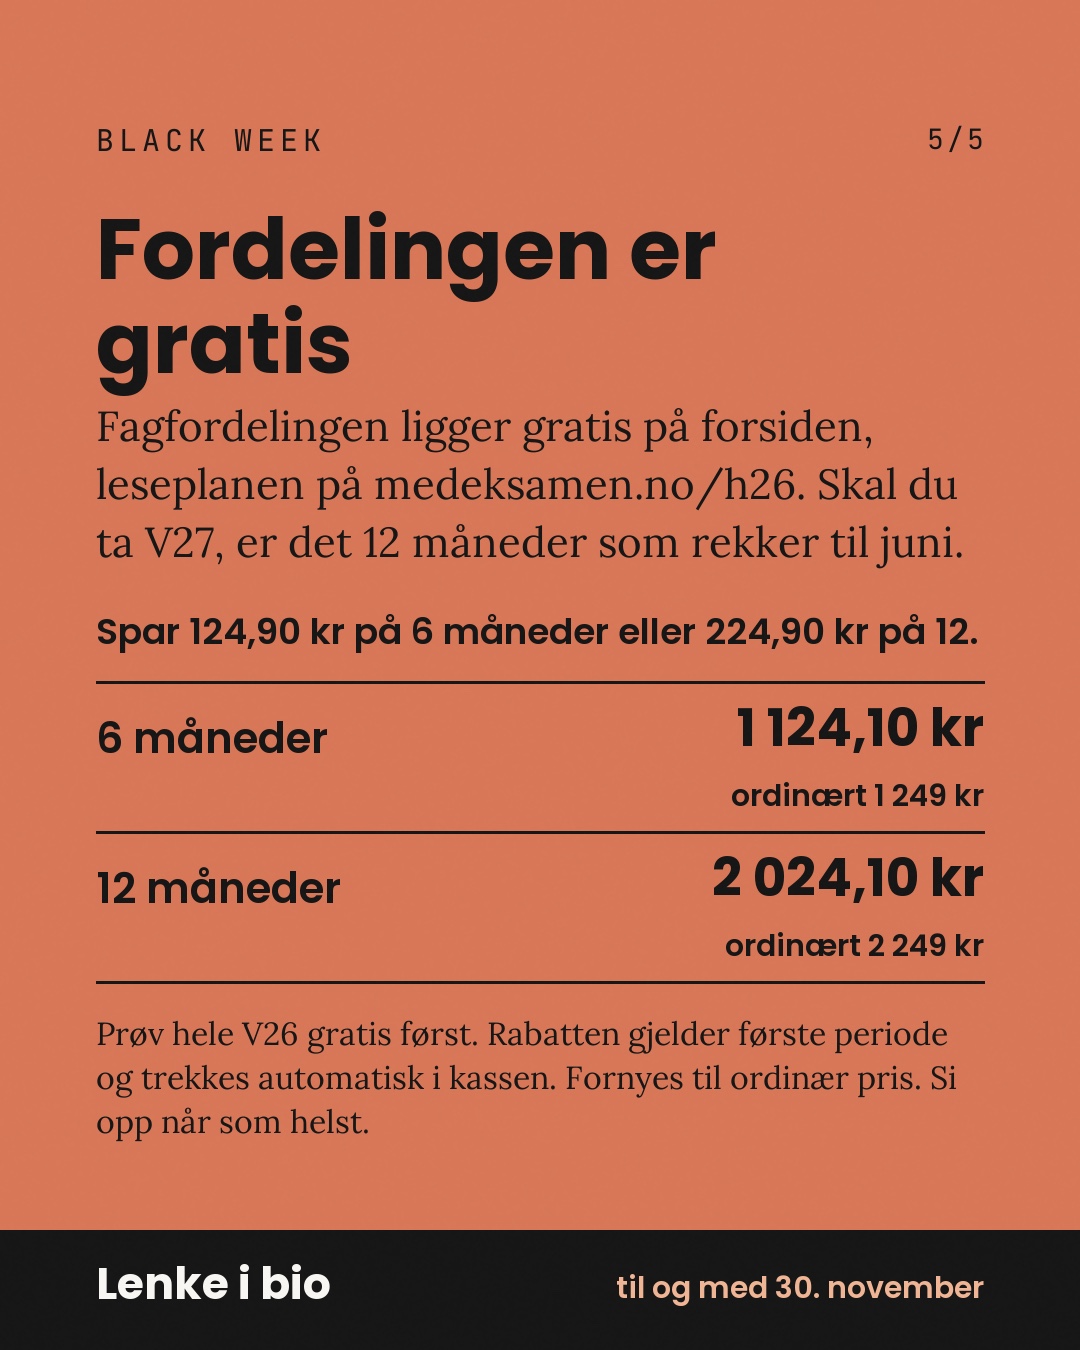 BLACK WEEK
5/5
Fordelingen er
gratis
Fagfordelingen ligger gratis på forsiden,
leseplanen på medeksamen.no/h26. Skal du
ta V27, er det 12 måneder som rekker til juni.
Spar 124,90 kr på 6 måneder eller 224,90 kr på 12.
6 måneder
1 124,10 kr
ordinært 1 249 kr
12 måneder
2 024,10 kr
ordinært 2 249 kr
Prøv hele V26 gratis først. Rabatten gjelder første periode
og trekkes automatisk i kassen. Fornyes til ordinær pris. Si
opp når som helst.
Lenke i bio
til og med 30. november